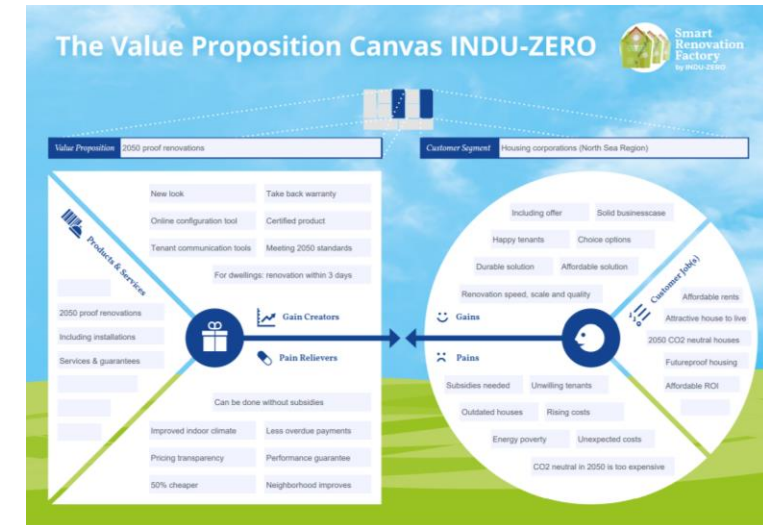 The Value Proposition Canvas INDU-ZERO
Smart
Renovation
Factory
by INDU-ZERO
Value Proposition
2050 proof renovations
Customer Segment
Housing corporations (North Sea Region)
Products & Services
2050 proof renovations
Including installations
Services & guarantees
New look
Take back warranty
Online configuration tool
Certified product
Tenant communication tools
Meeting 2050 standards
For dwellings: renovation within 3 days
Gain Creators
Pain Relievers
Can be done without subsidies
Improved indoor climate
Less overdue payments
Pricing transparency
Performance guarantee
50% cheaper
Neighborhood improves
Including offer
Solid businesscase
Happy tenants
Choice options
Durable solution
Affordable solution
Renovation speed, scale and quality
Gains
Pains
Subsidies needed
Unwilling tenants
Outdated houses
Rising costs
Energy poverty
Unexpected costs
CO2 neutral in 2050 is too expensive
Customer Job(s)
Affordable rents
Attractive house to live
2050 CO2 neutral houses
Futureproof housing
Affordable ROI